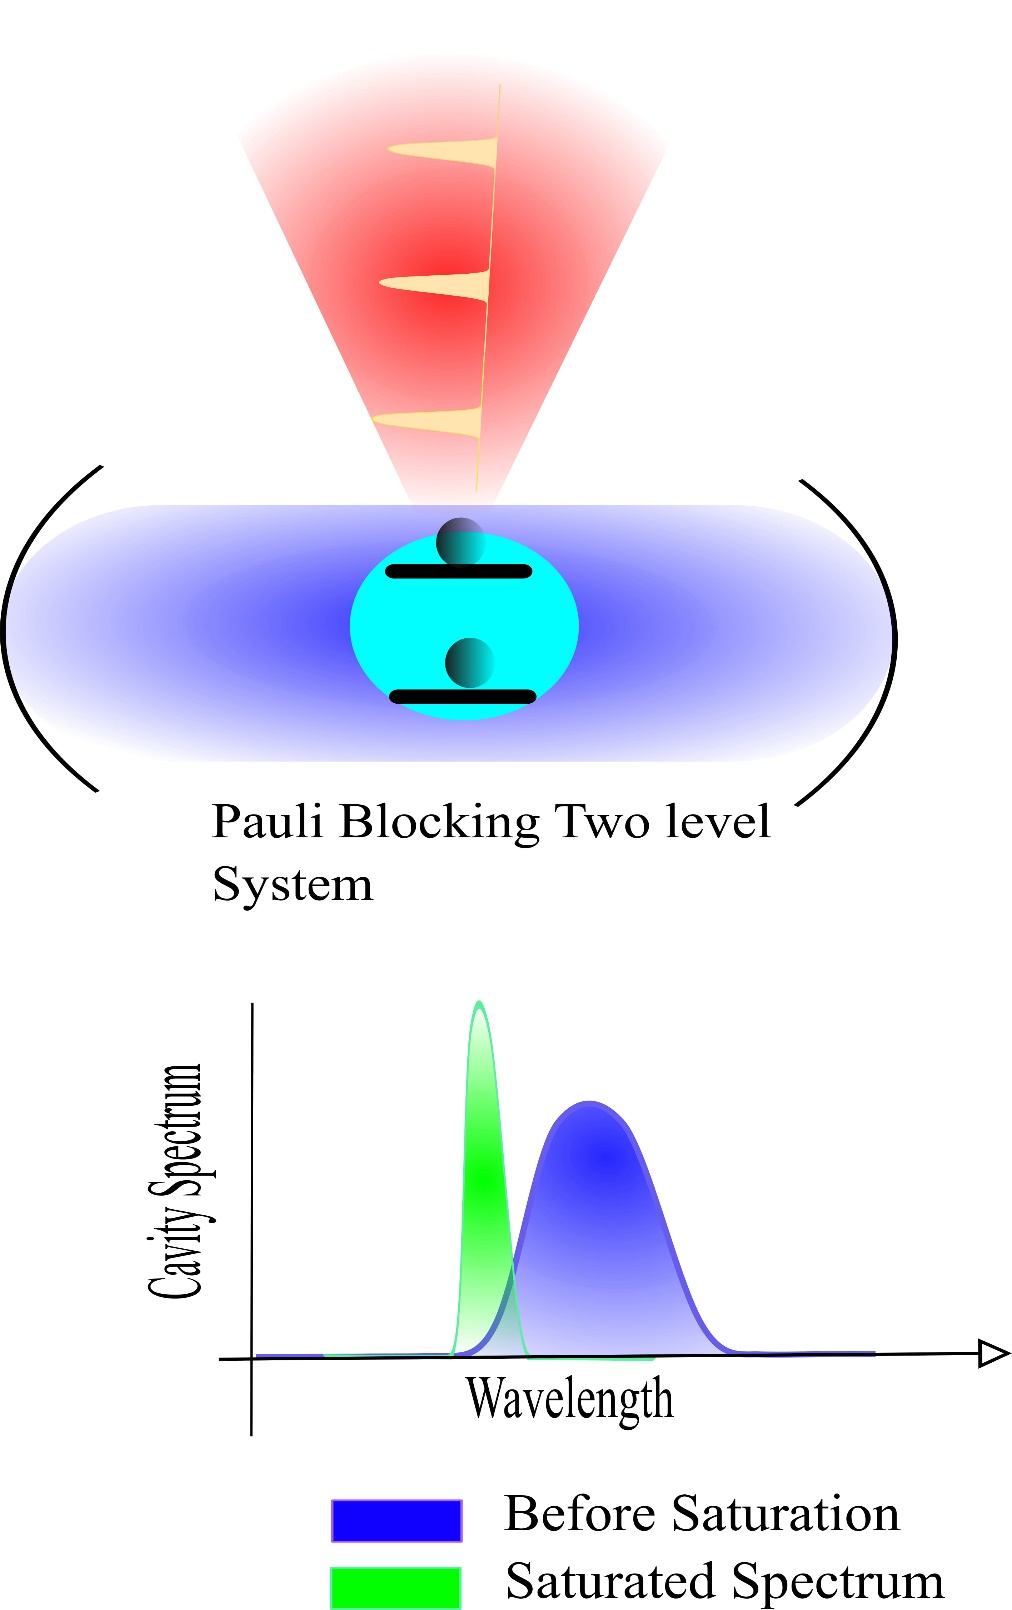 Pauli Blocking Two level
System
Cavity Spectrum
Wavelength
Before Saturation
Saturated Spectrum